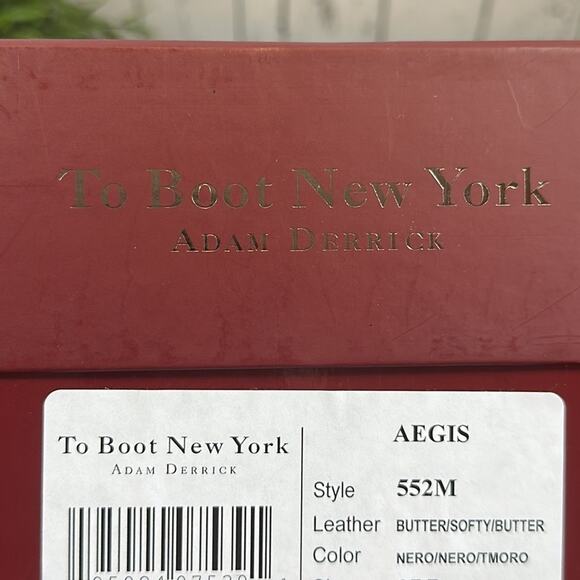 To Boot New York
ADAM DERRICK
To Boot New York
ADAM DERRICK
AEGIS
Style 552M
Leather BUTTER/SOFTY/BUTTER
Color NERO/NERO/TMORO